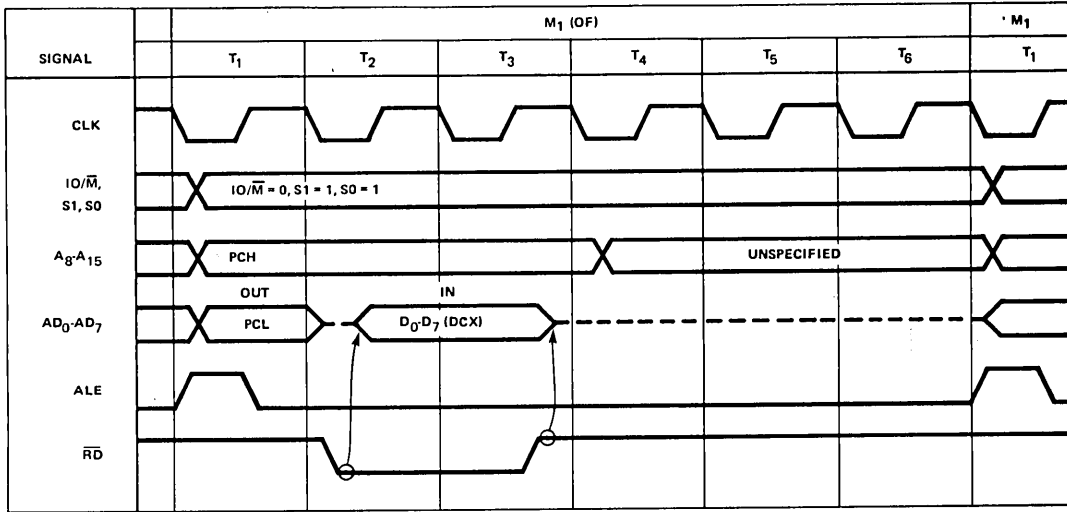 M1 (OF) M1
SIGNAL T1 T2 T3 T4 T5 T6 T1
CLK
IO/M̅,
S1, S0
IO/M̅ = 0, S1 = 1, S0 = 1
A8-A15 PCH UNSPECIFIED
OUT IN
AD0-AD7 PCL D0-D7 (DCX)
ALE
R̅D̅